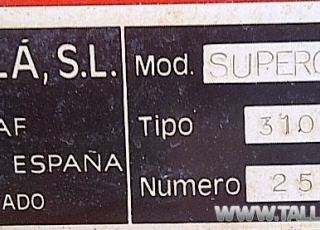 LÁ, S.L.
AF
ESPAÑA
ADO
Mod. SUPERC
Tipo 310
Número 25
WWW.TALL